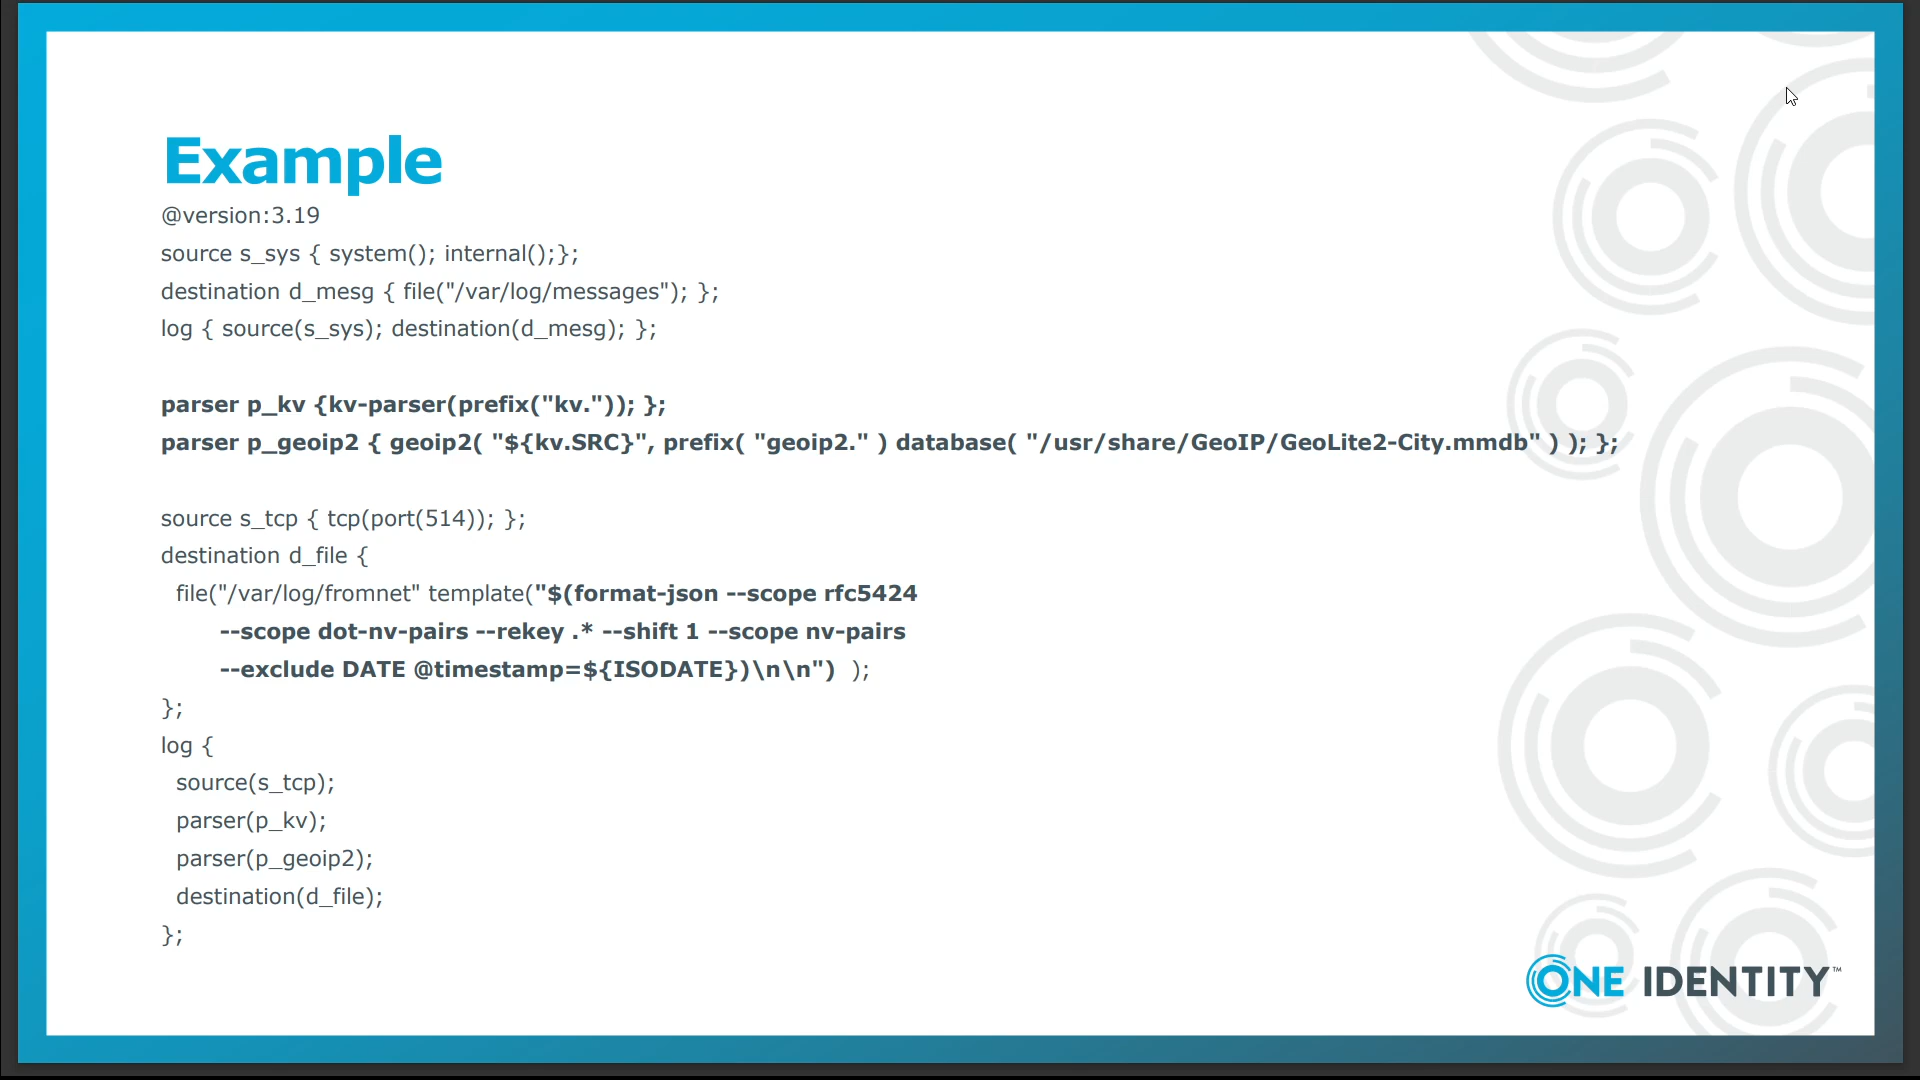 Example
@version:3.19
source s_sys { system(); internal();};
destination d_mesg { file("/var/log/messages"); };
log { source(s_sys); destination(d_mesg); };
parser p_kv {kv-parser(prefix("kv.")); };
parser p_geoip2 { geoip2( "${kv.SRC}", prefix( "geoip2." ) database( "/usr/share/GeoIP/GeoLite2-City.mmdb" ) ); };
source s_tcp { tcp(port(514)); };
destination d_file {
file("/var/log/fromnet" template("$(format-json --scope rfc5424
--scope dot-nv-pairs --rekey .* --shift 1 --scope nv-pairs
--exclude DATE @timestamp=${ISODATE})\n\n") );
};
log {
source(s_tcp);
parser(p_kv);
parser(p_geoip2);
destination(d_file);
};
ONE IDENTITY™